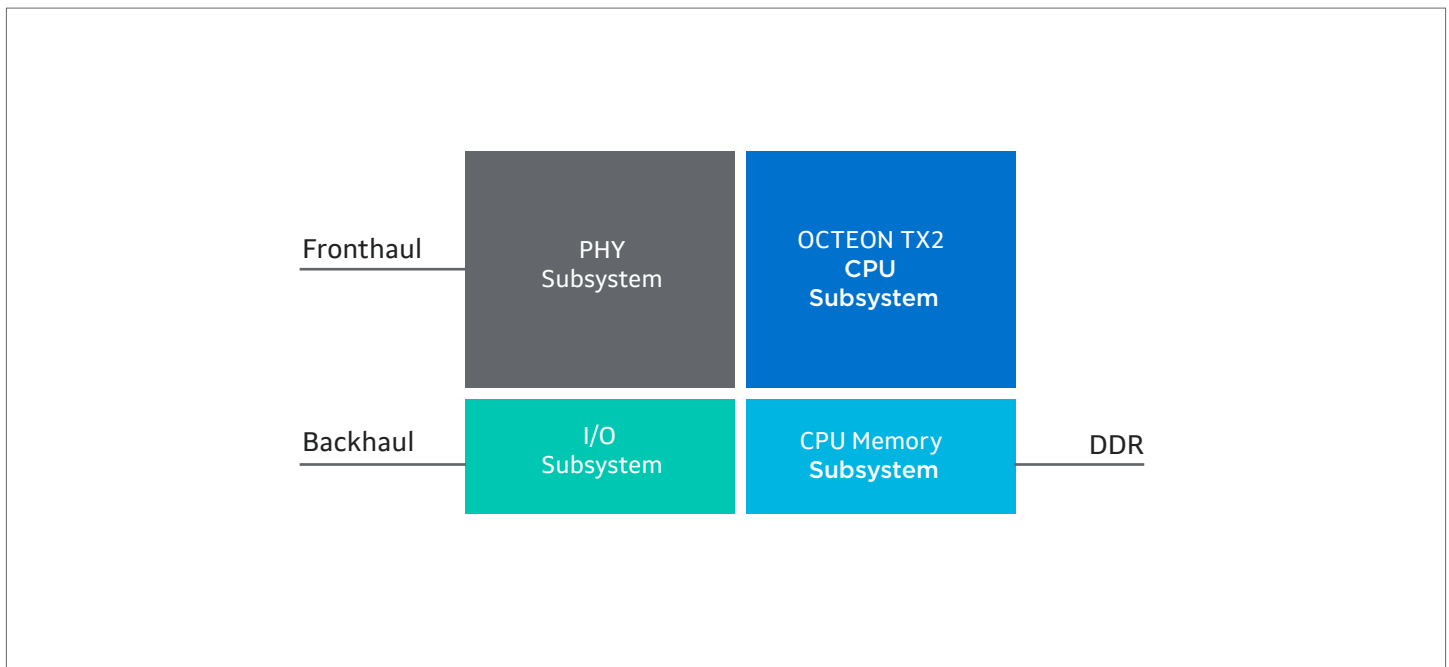 Fronthaul
PHY
Subsystem
OCTEON TX2
CPU
Subsystem
Backhaul
I/O
Subsystem
CPU Memory
Subsystem
DDR